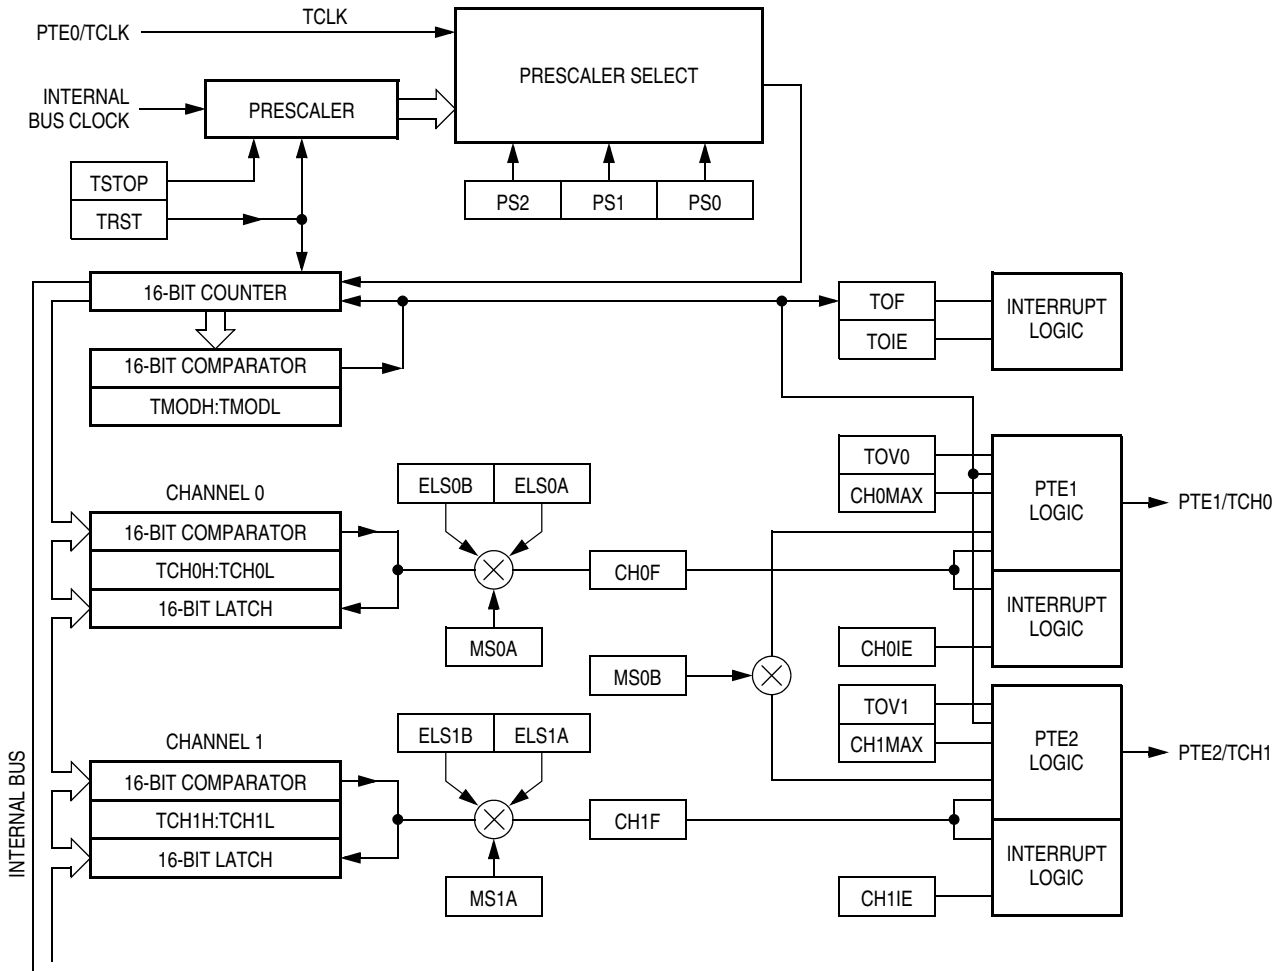 TCLK
PTE0/TCLK
PRESCALER SELECT
INTERNAL
BUS CLOCK
PRESCALER
TSTOP
TRST
PS2
PS1
PS0
16-BIT COUNTER
16-BIT COMPARATOR
TMODH:TMODL
TOF
TOIE
INTERRUPT
LOGIC
CHANNEL 0
16-BIT COMPARATOR
TCH0H:TCH0L
16-BIT LATCH
ELS0B
ELS0A
MS0A
CH0F
TOV0
CH0MAX
PTE1
LOGIC
PTE1/TCH0
INTERRUPT
LOGIC
CH0IE
MS0B
CHANNEL 1
16-BIT COMPARATOR
TCH1H:TCH1L
16-BIT LATCH
ELS1B
ELS1A
MS1A
CH1F
TOV1
CH1MAX
PTE2
LOGIC
PTE2/TCH1
INTERRUPT
LOGIC
CH1IE
INTERNAL BUS